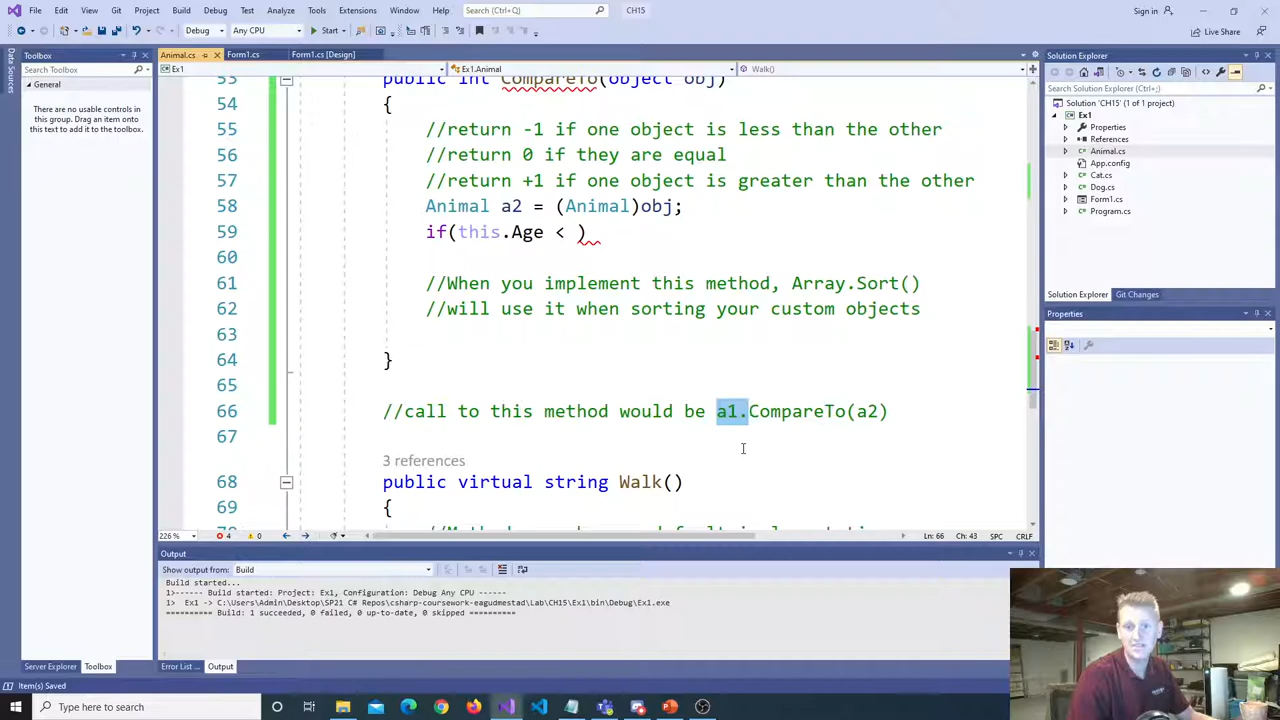 File Edit View Git Project Build Debug Test Analyze Tools Extensions Window Help Search (Ctrl+Q) CH15 Sign in
Debug Any CPU Start Live Share
Data Sources
Toolbox
Search Toolbox
General
There are no usable controls in
this group. Drag an item onto
this text to add it to the toolbox.
Server Explorer Toolbox
Animal.cs Form1.cs Form1.cs [Design]
Ex1 Ex1.Animal Walk()
53 public int CompareTo(object obj)
54 {
55 //return -1 if one object is less than the other
56 //return 0 if they are equal
57 //return +1 if one object is greater than the other
58 Animal a2 = (Animal)obj;
59 if(this.Age < )
60
61 //When you implement this method, Array.Sort()
62 //will use it when sorting your custom objects
63
64 }
65
66 //call to this method would be a1.CompareTo(a2)
67
3 references
68 public virtual string Walk()
69 {
226 % 4 0 Ln: 66 Ch: 43 SPC CRLF
Output
Show output from: Build
Build started...
1>------ Build started: Project: Ex1, Configuration: Debug Any CPU ------
1> Ex1 -> C:\Users\Admin\Desktop\SP21 C# Repos\csharp-coursework-eagudmestad\Lab\CH15\Ex1\bin\Debug\Ex1.exe
========== Build: 1 succeeded, 0 failed, 0 up-to-date, 0 skipped ==========
Error List ... Output
Solution Explorer
Search Solution Explorer (Ctrl+;)
Solution 'CH15' (1 of 1 project)
Ex1
Properties
References
Animal.cs
App.config
Cat.cs
Dog.cs
Form1.cs
Program.cs
Solution Explorer Git Changes
Properties
Item(s) Saved
Type here to search